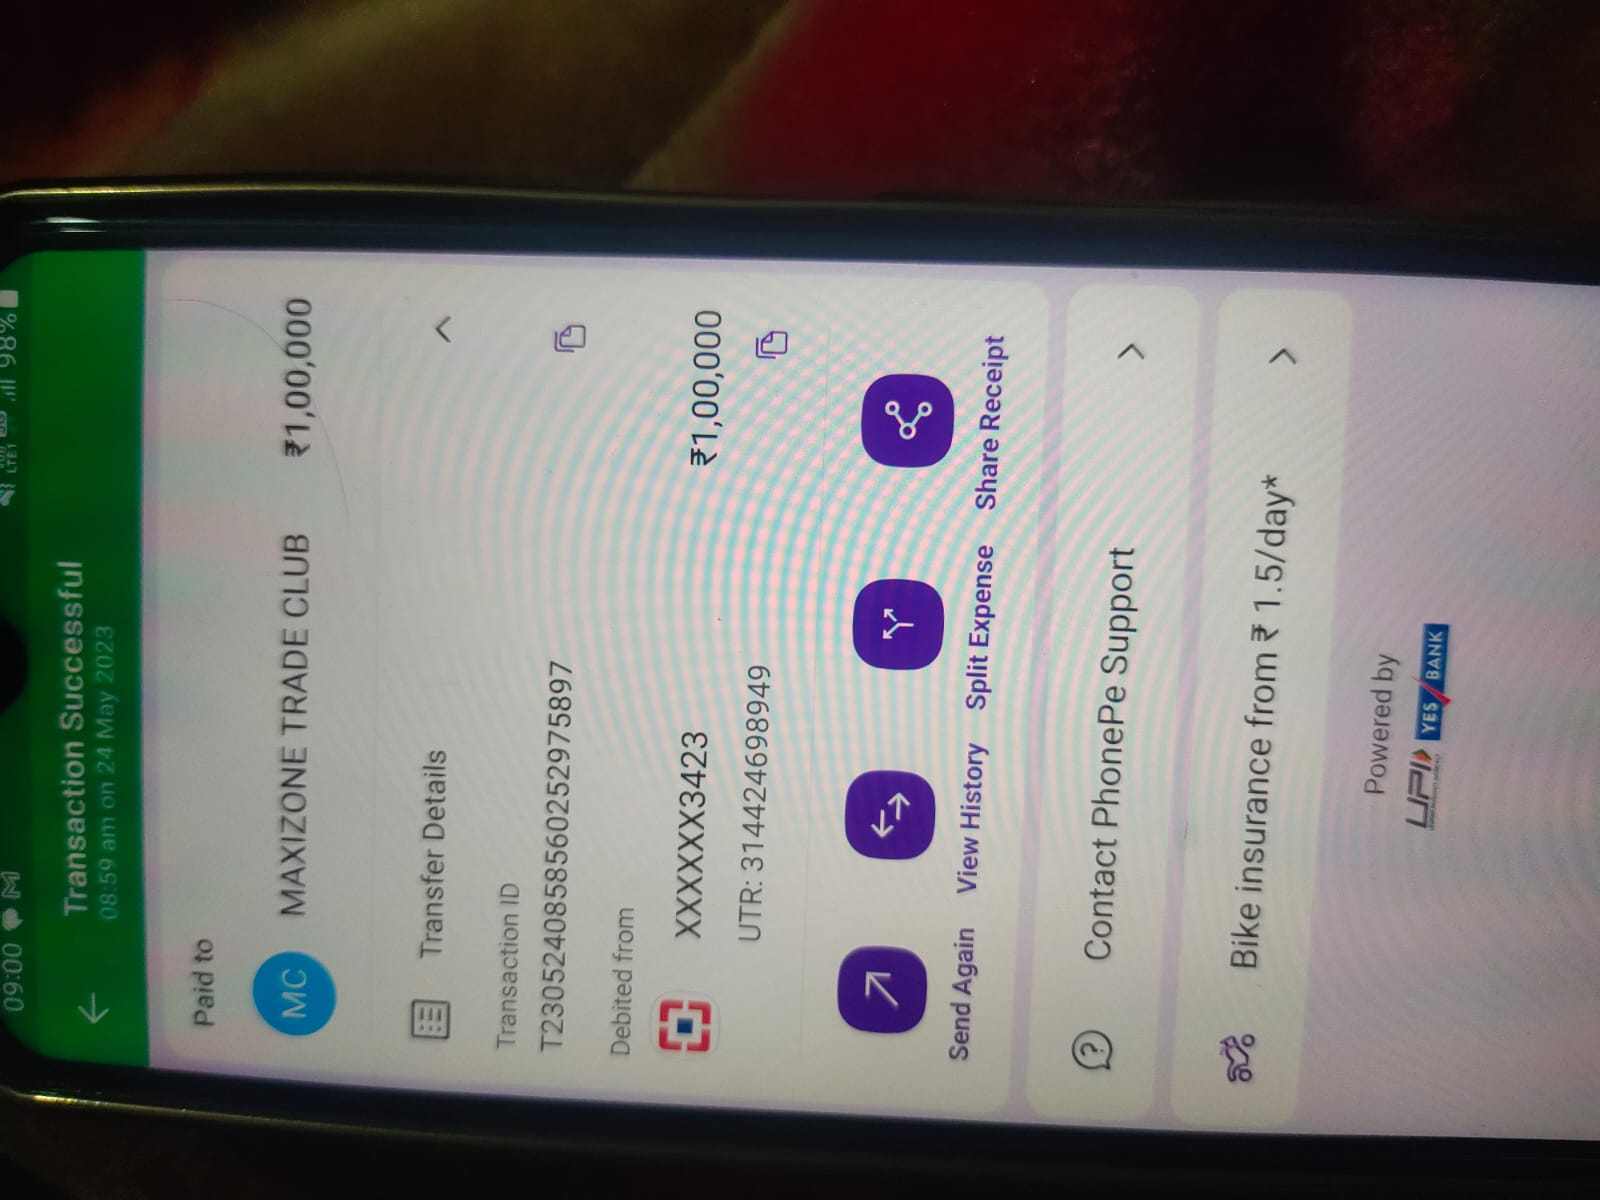 09:00 98%
Transaction Successful
08:59 am on 24 May 2023
Paid to
MC MAXIZONE TRADE CLUB ₹1,00,000
Transfer Details
Transaction ID
T2305240858560252975897
Debited from
XXXXXX3423 ₹1,00,000
UTR: 314424698949
Send Again View History Split Expense Share Receipt
Contact PhonePe Support
Bike insurance from ₹ 1.5/day*
Powered by
UPI YES BANK